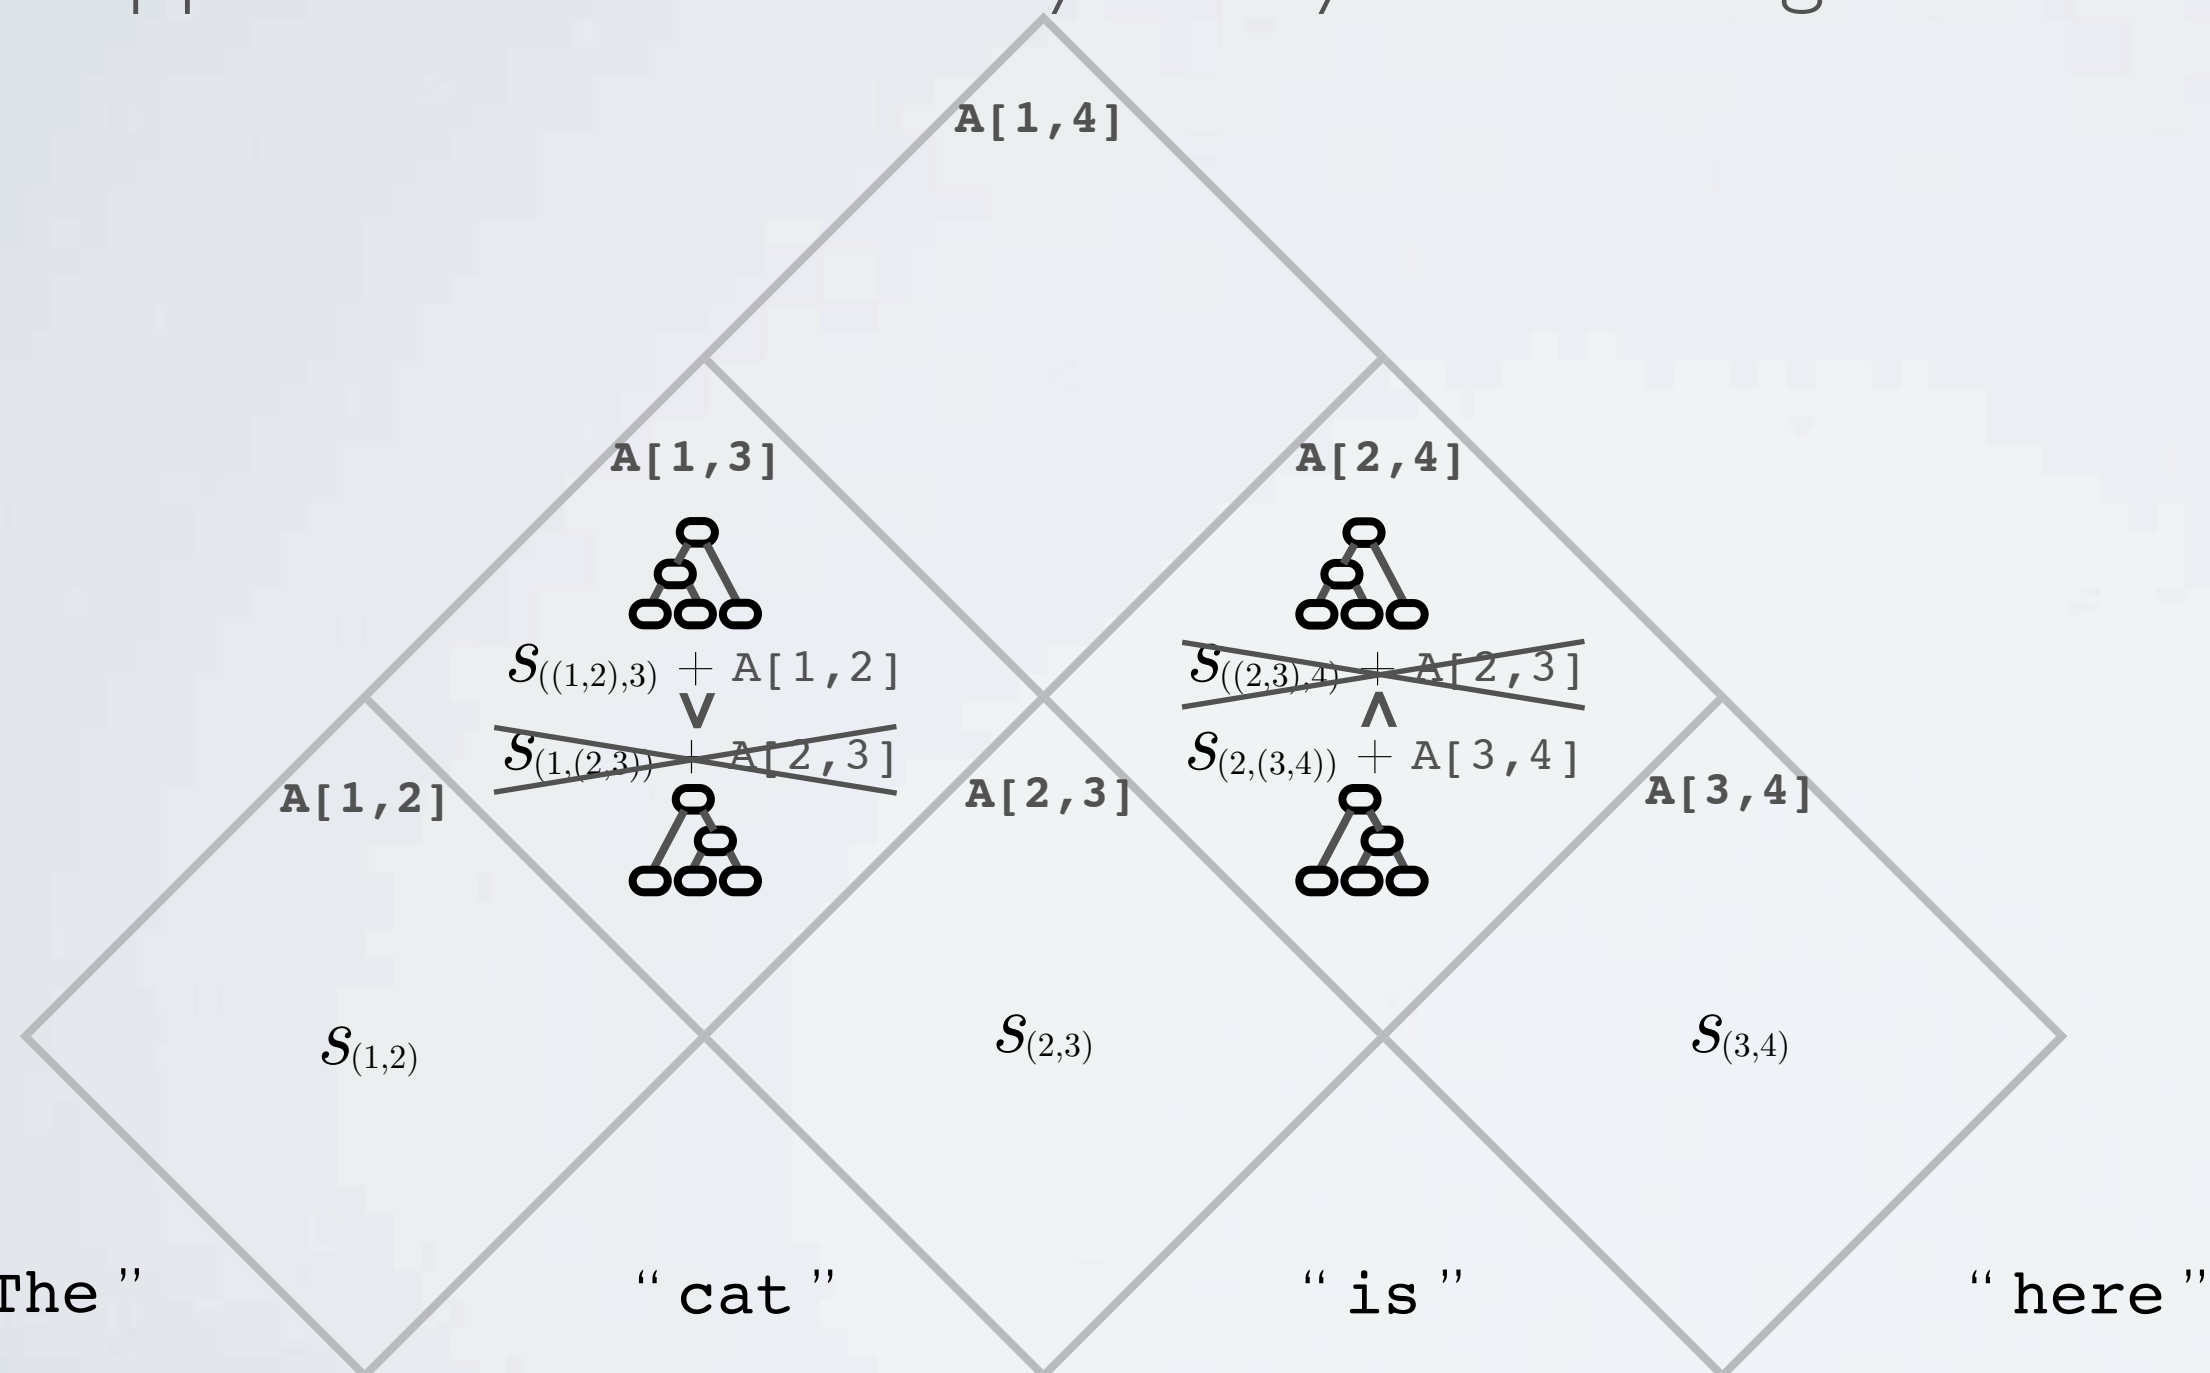 A[1,4]
A[1,3] A[2,4]
S((1,2),3) + A[1,2] S((2,3),4) + A[2,3]
> <
S(1,(2,3)) + A[2,3] S(2,(3,4)) + A[3,4]
A[1,2] A[2,3] A[3,4]
S(1,2) S(2,3) S(3,4)
The” “cat” “is” “here”